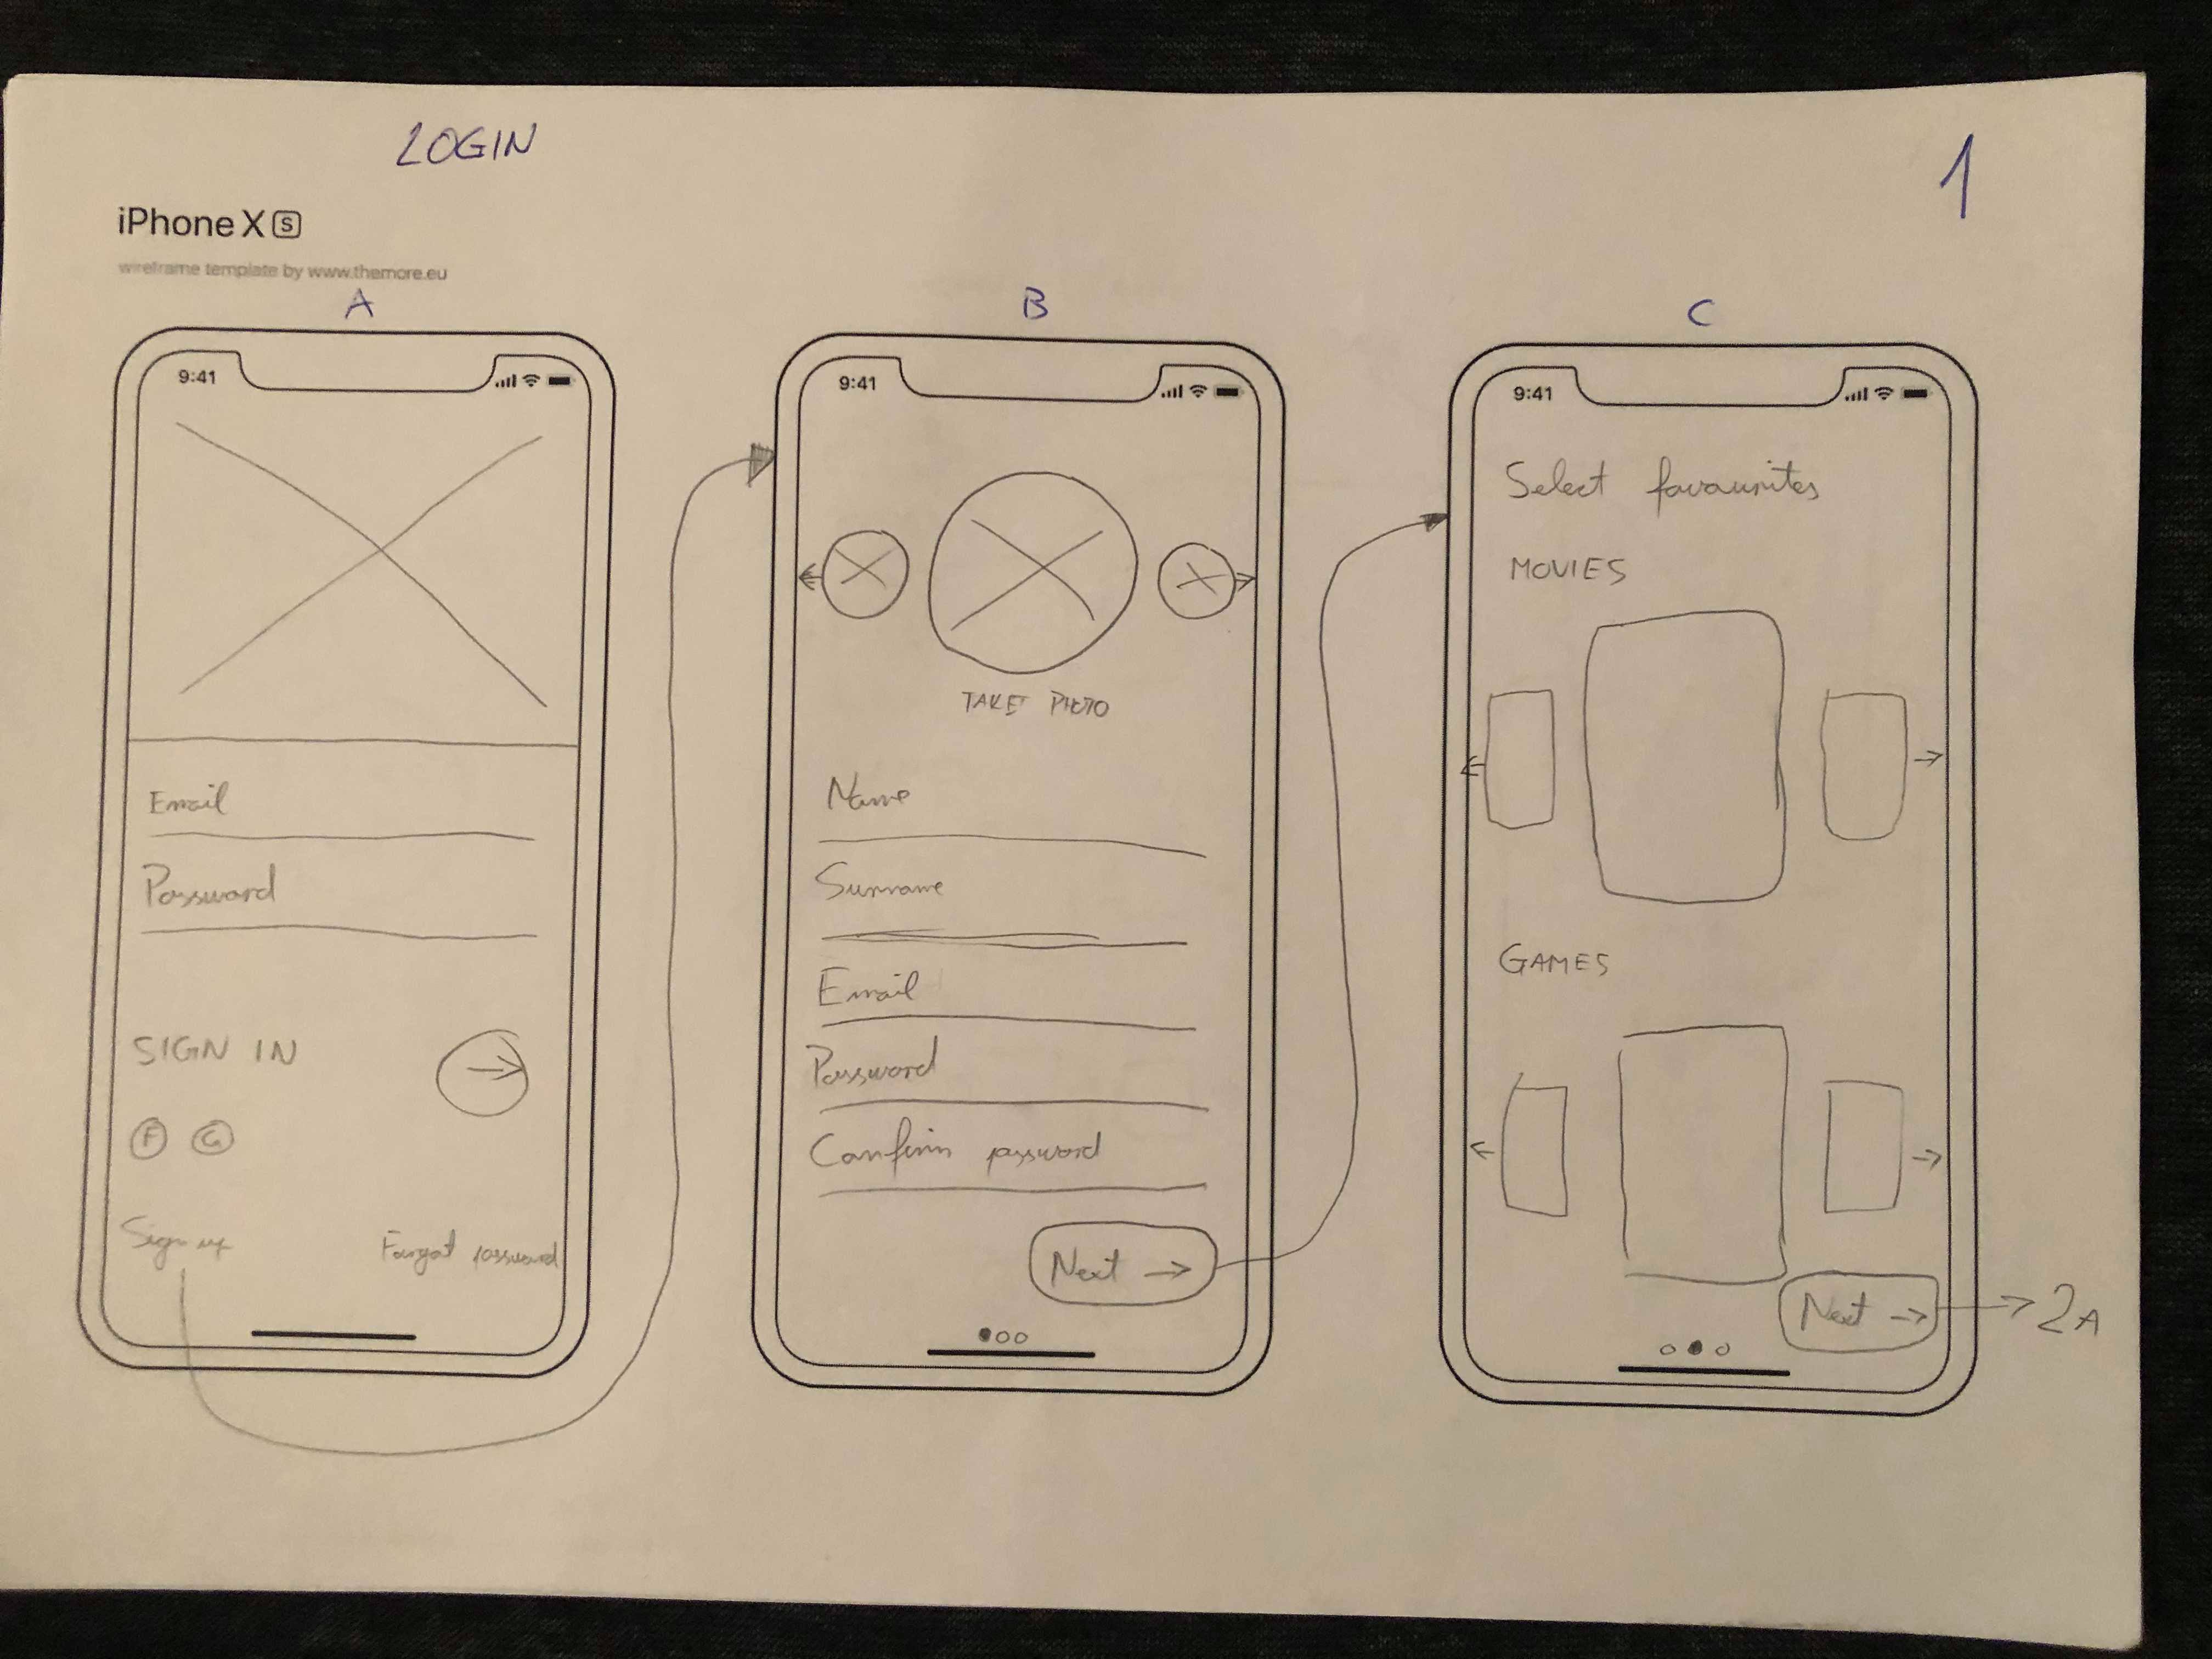 LOGIN
1
iPhone XS
wireframe template by www.themore.eu
A
9:41
Email
Password
SIGN IN
F G
Sign up
Forgot password
B
9:41
TAKE PHOTO
Name
Surname
Email
Password
Confirm password
Next →
C
9:41
Select favourites
MOVIES
GAMES
Next → → 2A